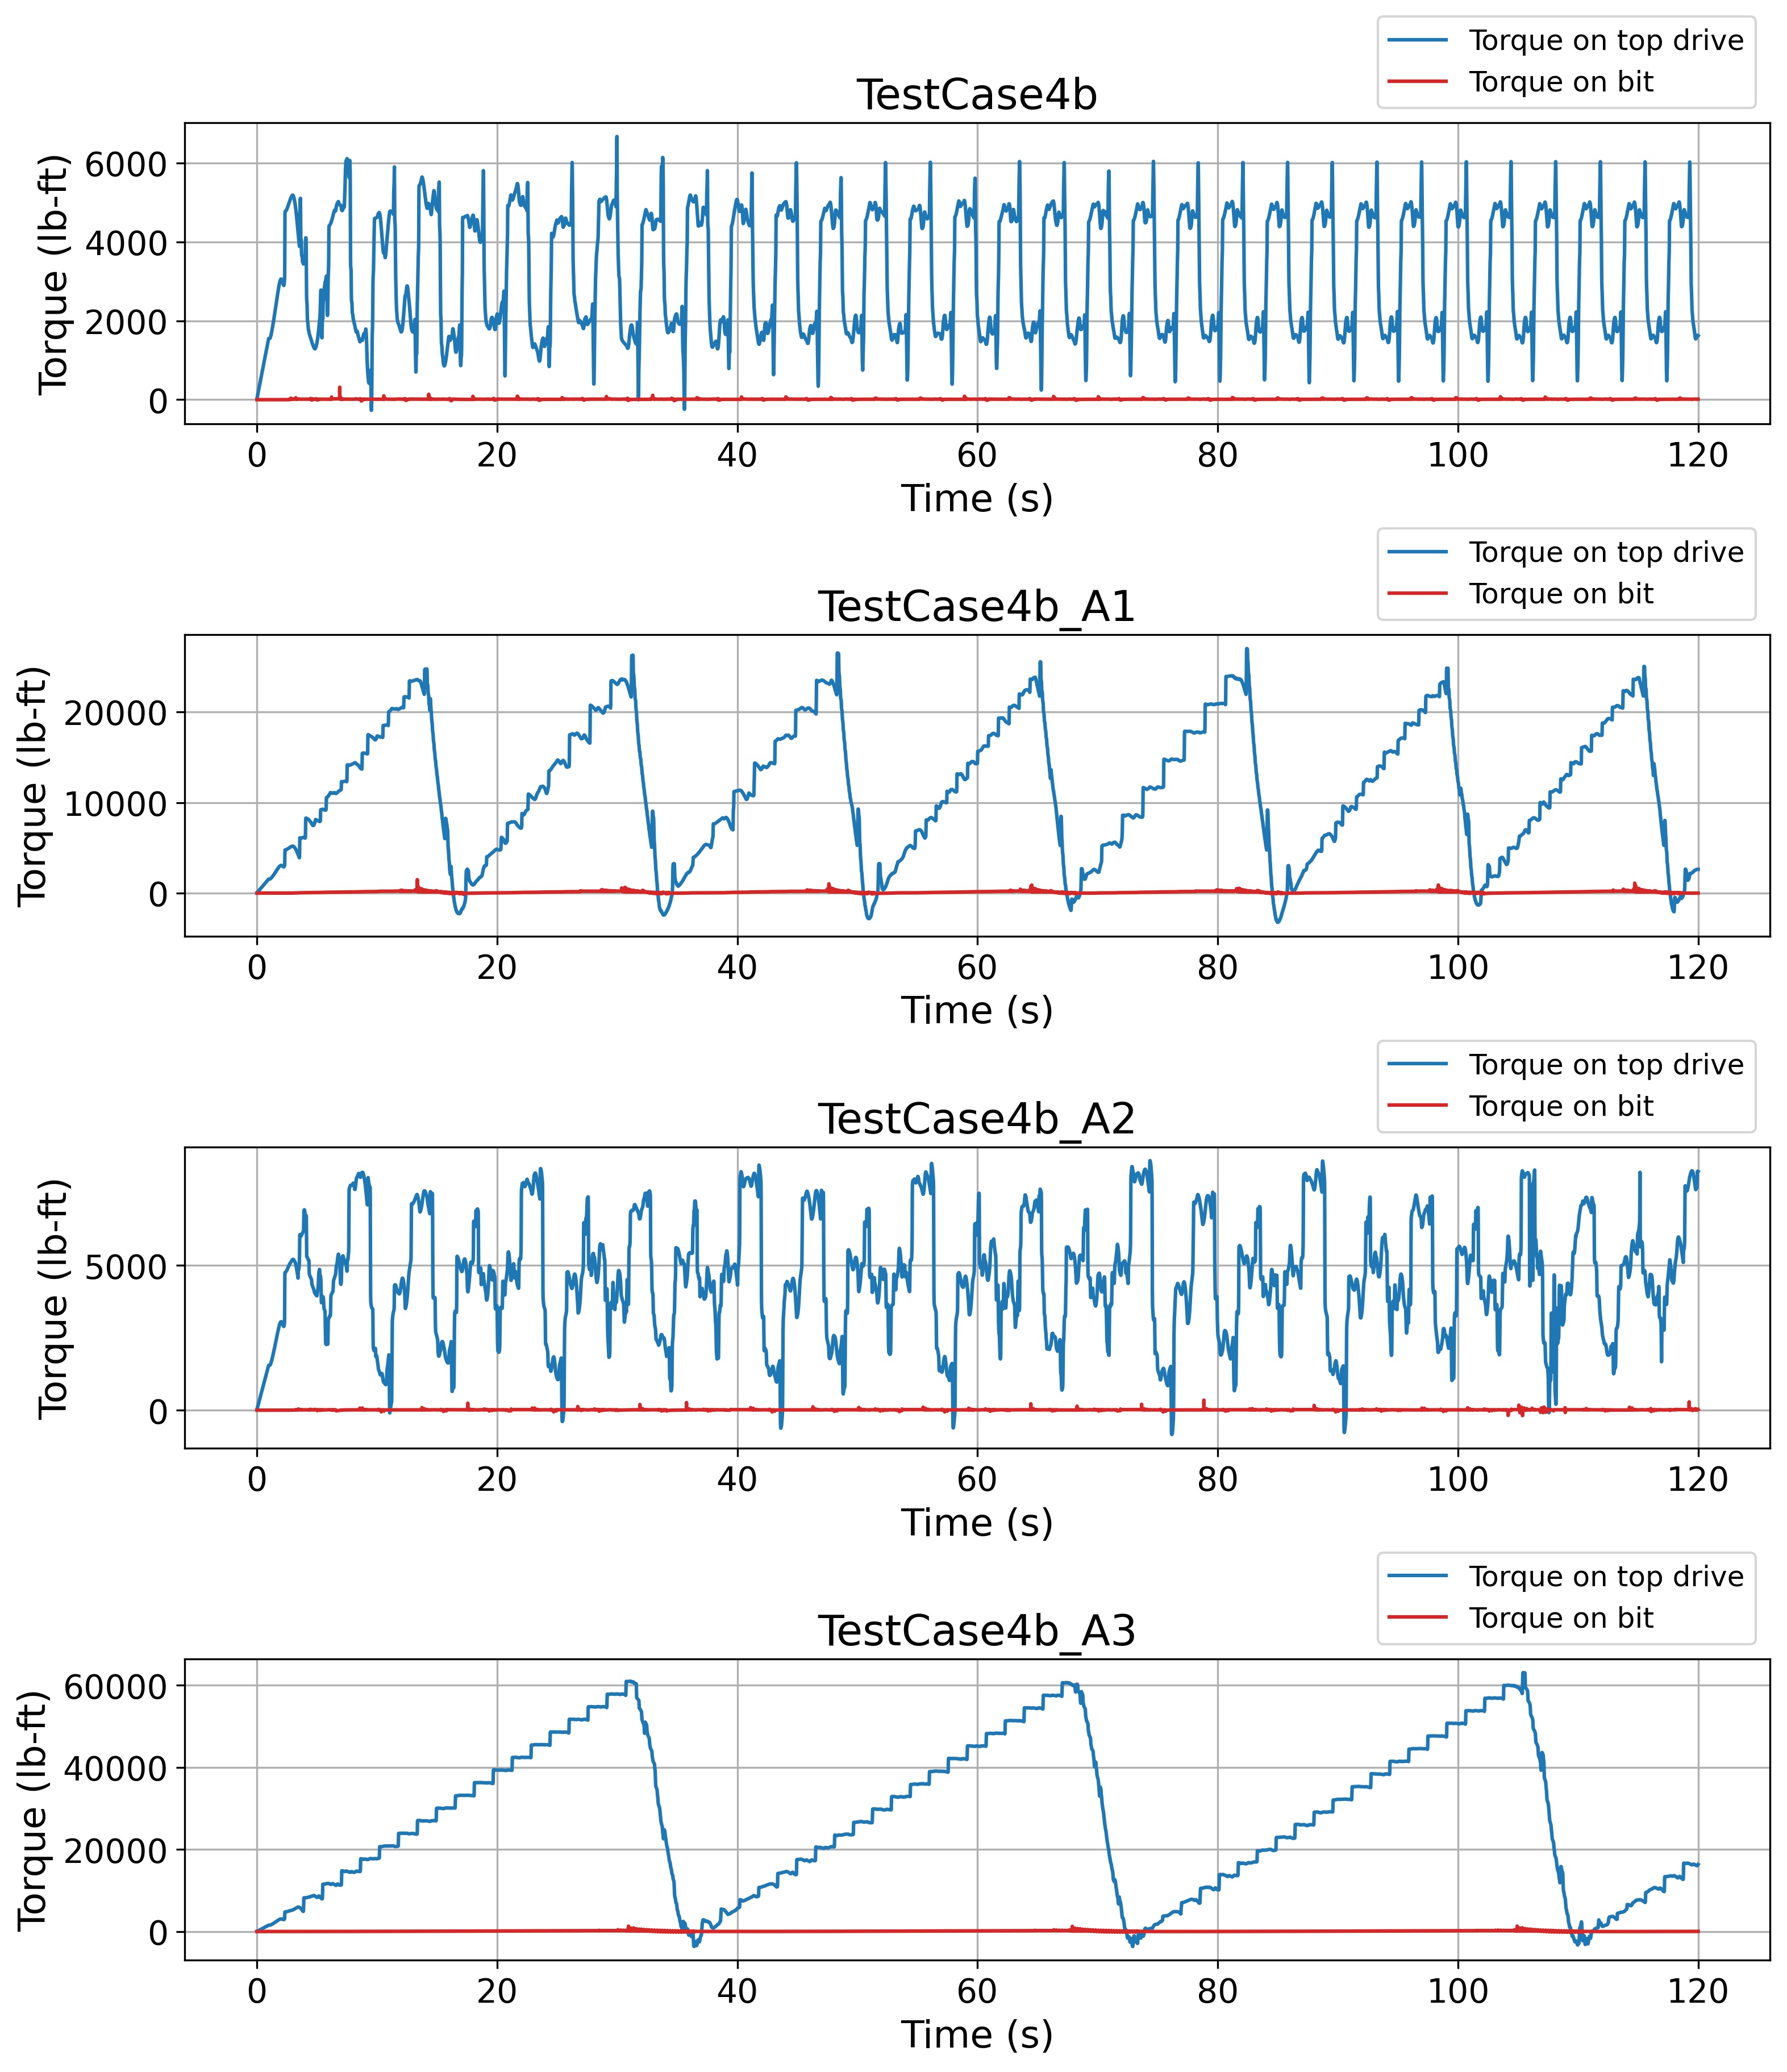 Torque on top drive
Torque on bit
TestCase4b
Torque (lb-ft)
6000
4000
2000
0
0 20 40 60 80 100 120
Time (s)
Torque on top drive
Torque on bit
TestCase4b_A1
Torque (lb-ft)
20000
10000
0
0 20 40 60 80 100 120
Time (s)
Torque on top drive
Torque on bit
TestCase4b_A2
Torque (lb-ft)
5000
0
0 20 40 60 80 100 120
Time (s)
Torque on top drive
Torque on bit
TestCase4b_A3
Torque (lb-ft)
60000
40000
20000
0
0 20 40 60 80 100 120
Time (s)